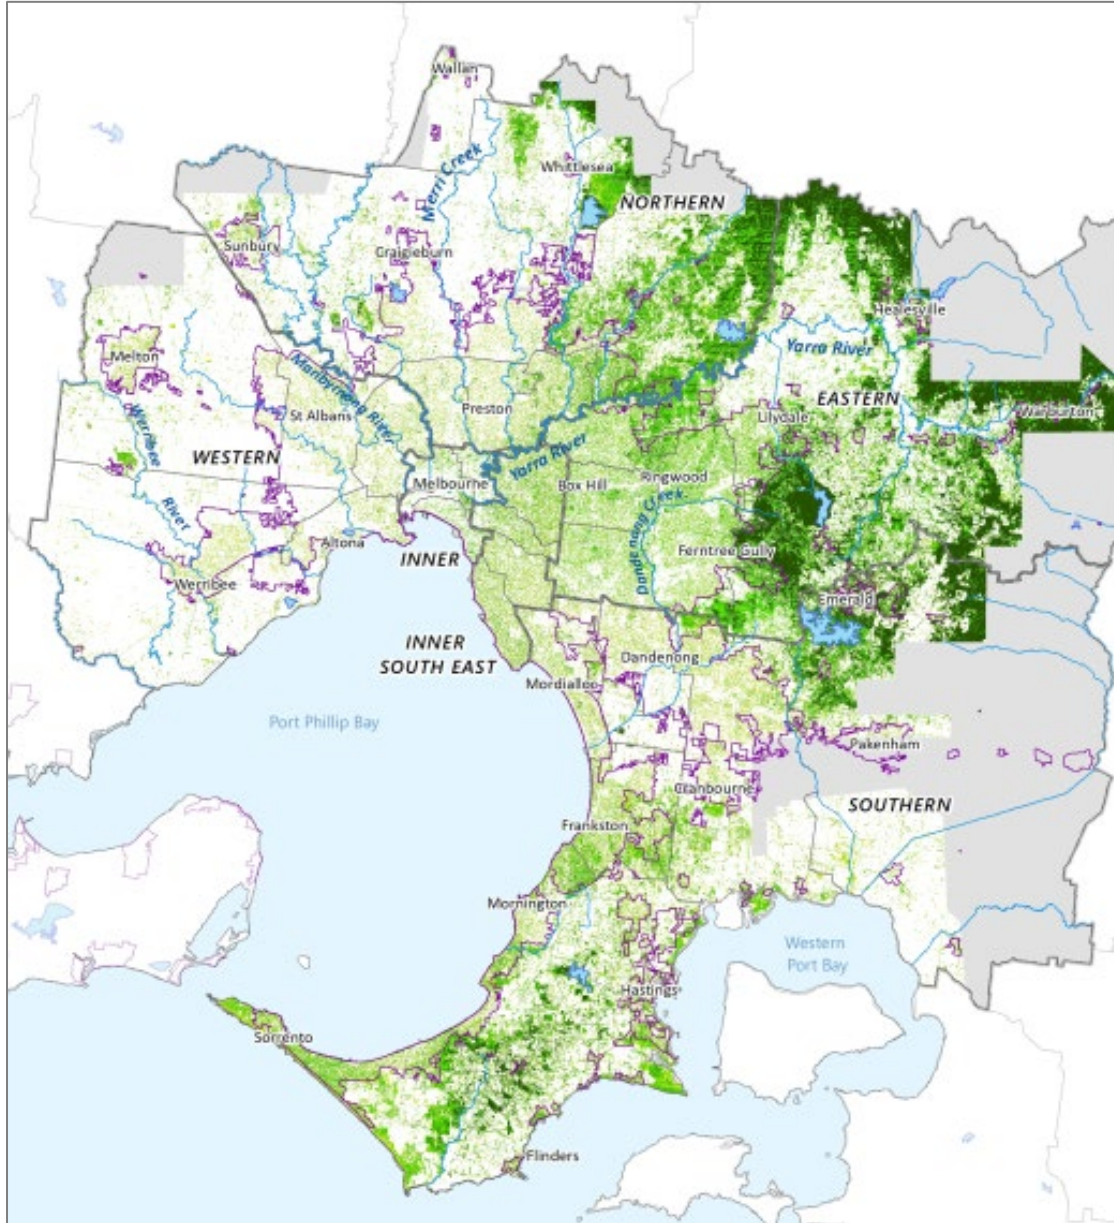 Wallan
Merri Creek
Whittlesea
NORTHERN
Sunbury
Craigieburn
Healesville
Melton
Maribyrnong River
Yarra River
Werribee
River
St Albans
Preston
Lilydale
EASTERN
Warburton
WESTERN
Melbourne
Yarra River
Box Hill
Ringwood
Dandenong Creek
Altona
INNER
Ferntree Gully
Werribee
Emerald
INNER
SOUTH EAST
Dandenong
Mordialloc
Port Phillip Bay
Pakenham
Cranbourne
SOUTHERN
Frankston
Mornington
Western
Port Bay
Hastings
Sorrento
Flinders